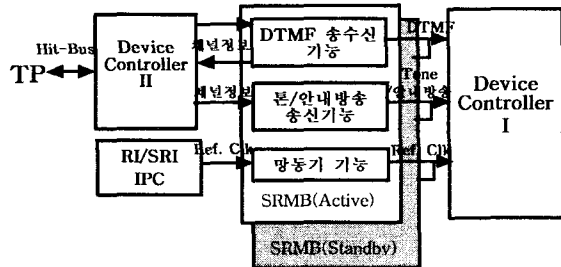 TP
Hit-Bus
Device
Controller
II
채널정보
채널정보
RI/SRI
IPC
Ref. Clk
DTMF 송수신
기능
톤/안내방송
송신기능
망동기 기능
SRMB(Active)
SRMB(Standby)
DTMF
Tone
/안내방송
Ref. Clk
Device
Controller
I